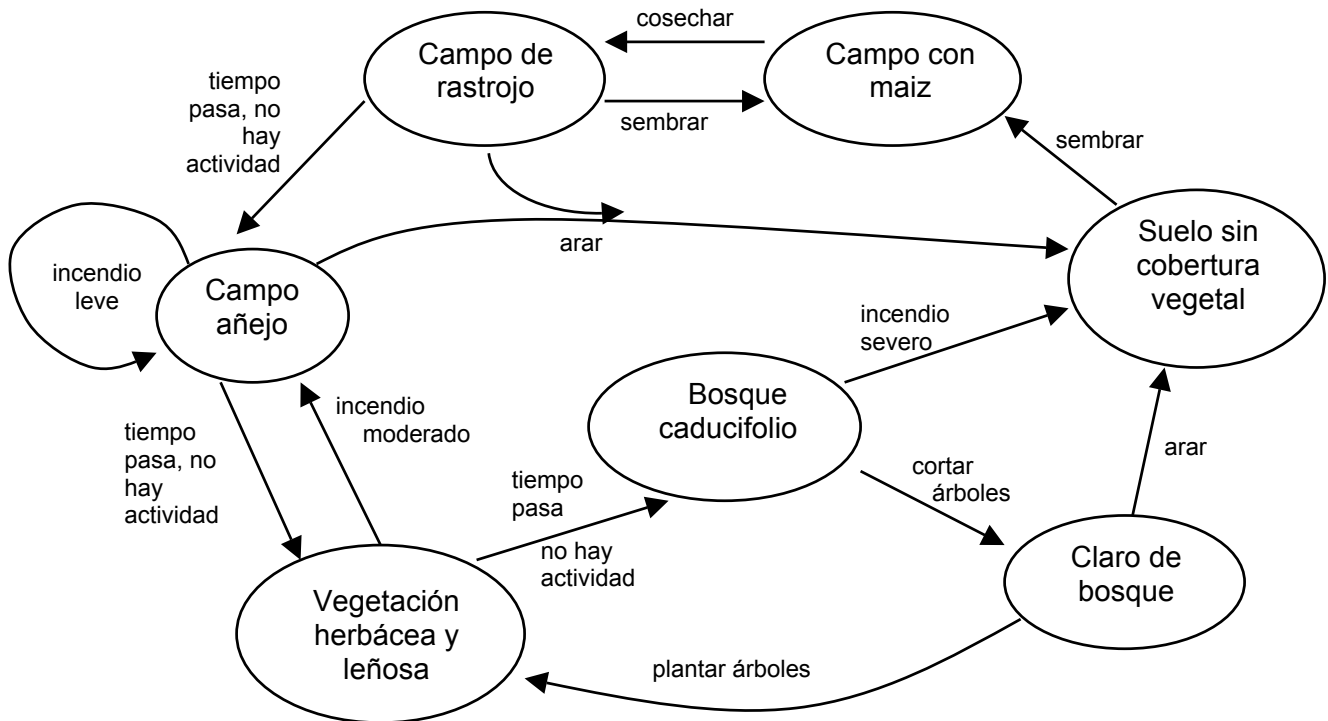 cosechar
Campo de
rastrojo
Campo con
maiz
tiempo
pasa, no
hay
actividad
sembrar
sembrar
arar
Suelo sin
cobertura
vegetal
incendio
leve
Campo
añejo
incendio
severo
Bosque
caducifolio
incendio
moderado
tiempo
pasa, no
hay
actividad
tiempo
pasa
no hay
actividad
cortar
árboles
arar
Claro de
bosque
Vegetación
herbácea y
leñosa
plantar árboles